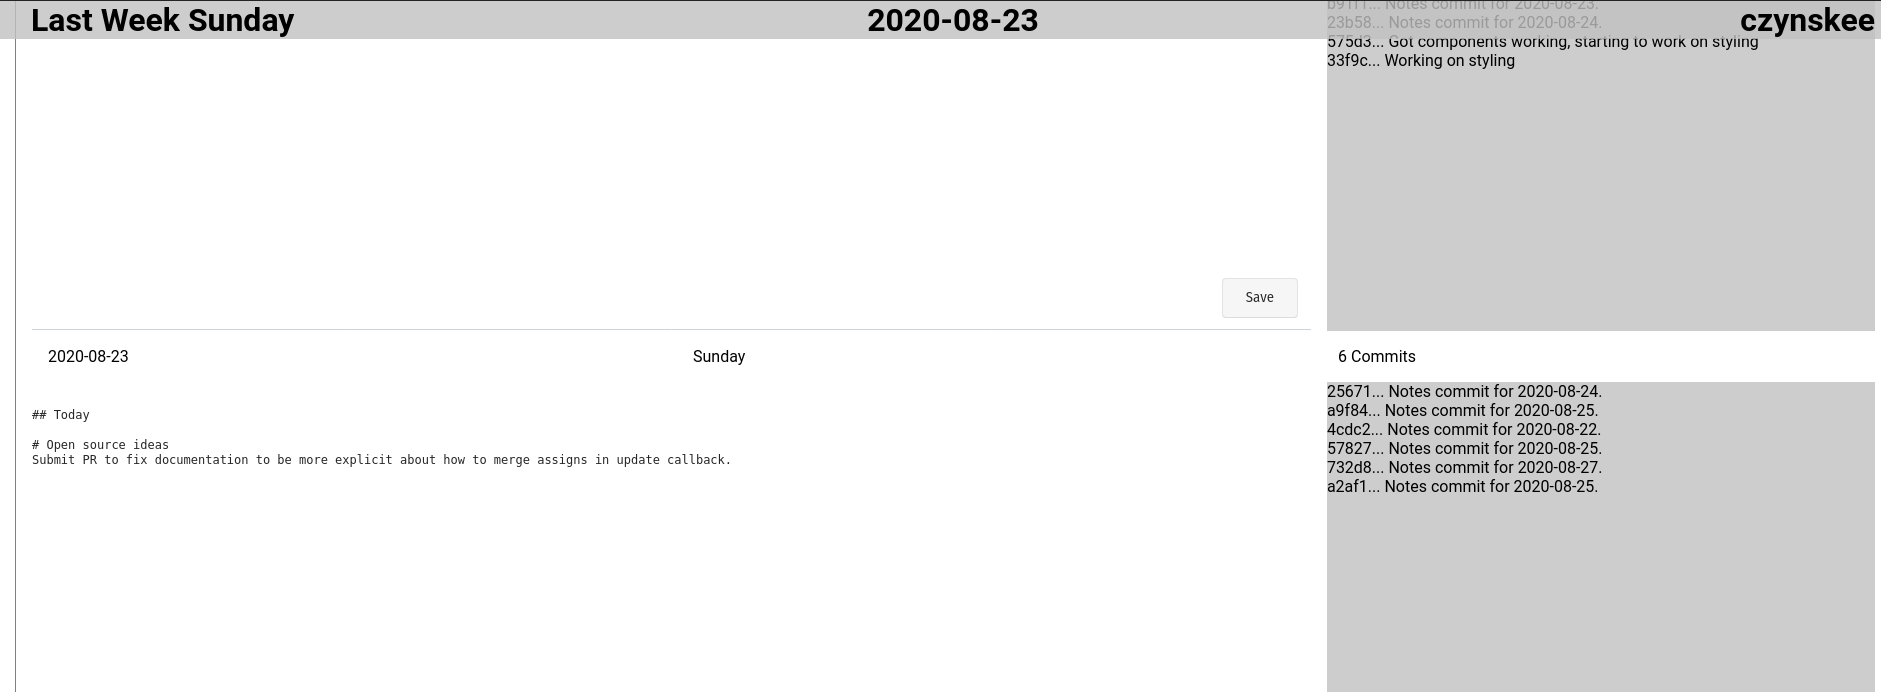 Last Week Sunday 2020-08-23 czynskee
b91f1... Notes commit for 2020-08-23.
23b58... Notes commit for 2020-08-24.
575d3... Got components working, starting to work on styling
33f9c... Working on styling
Save
2020-08-23 Sunday 6 Commits
## Today
# Open source ideas
Submit PR to fix documentation to be more explicit about how to merge assigns in update callback.
25671... Notes commit for 2020-08-24.
a9f84... Notes commit for 2020-08-25.
4cdc2... Notes commit for 2020-08-22.
57827... Notes commit for 2020-08-25.
732d8... Notes commit for 2020-08-27.
a2af1... Notes commit for 2020-08-25.